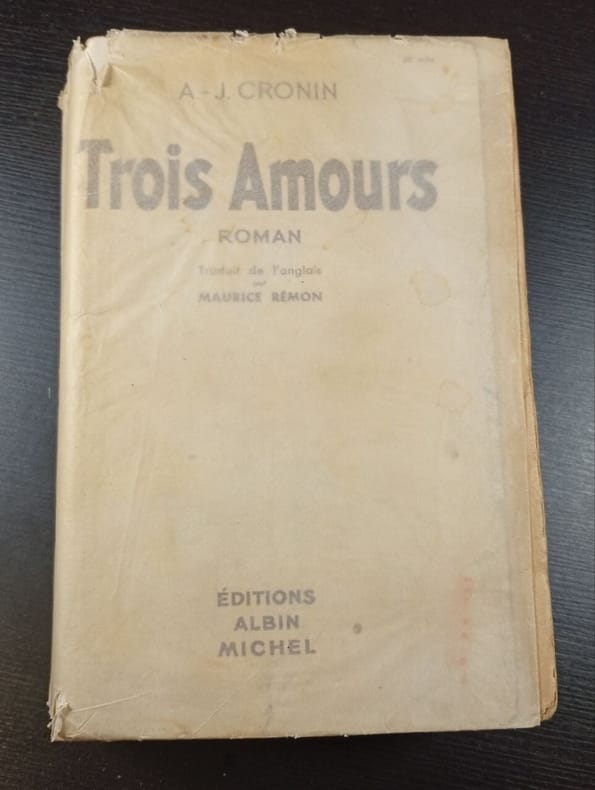 A-J. CRONIN
Trois Amours
ROMAN
Traduit de l'anglais
par
MAURICE RÉMON
ÉDITIONS
ALBIN
MICHEL